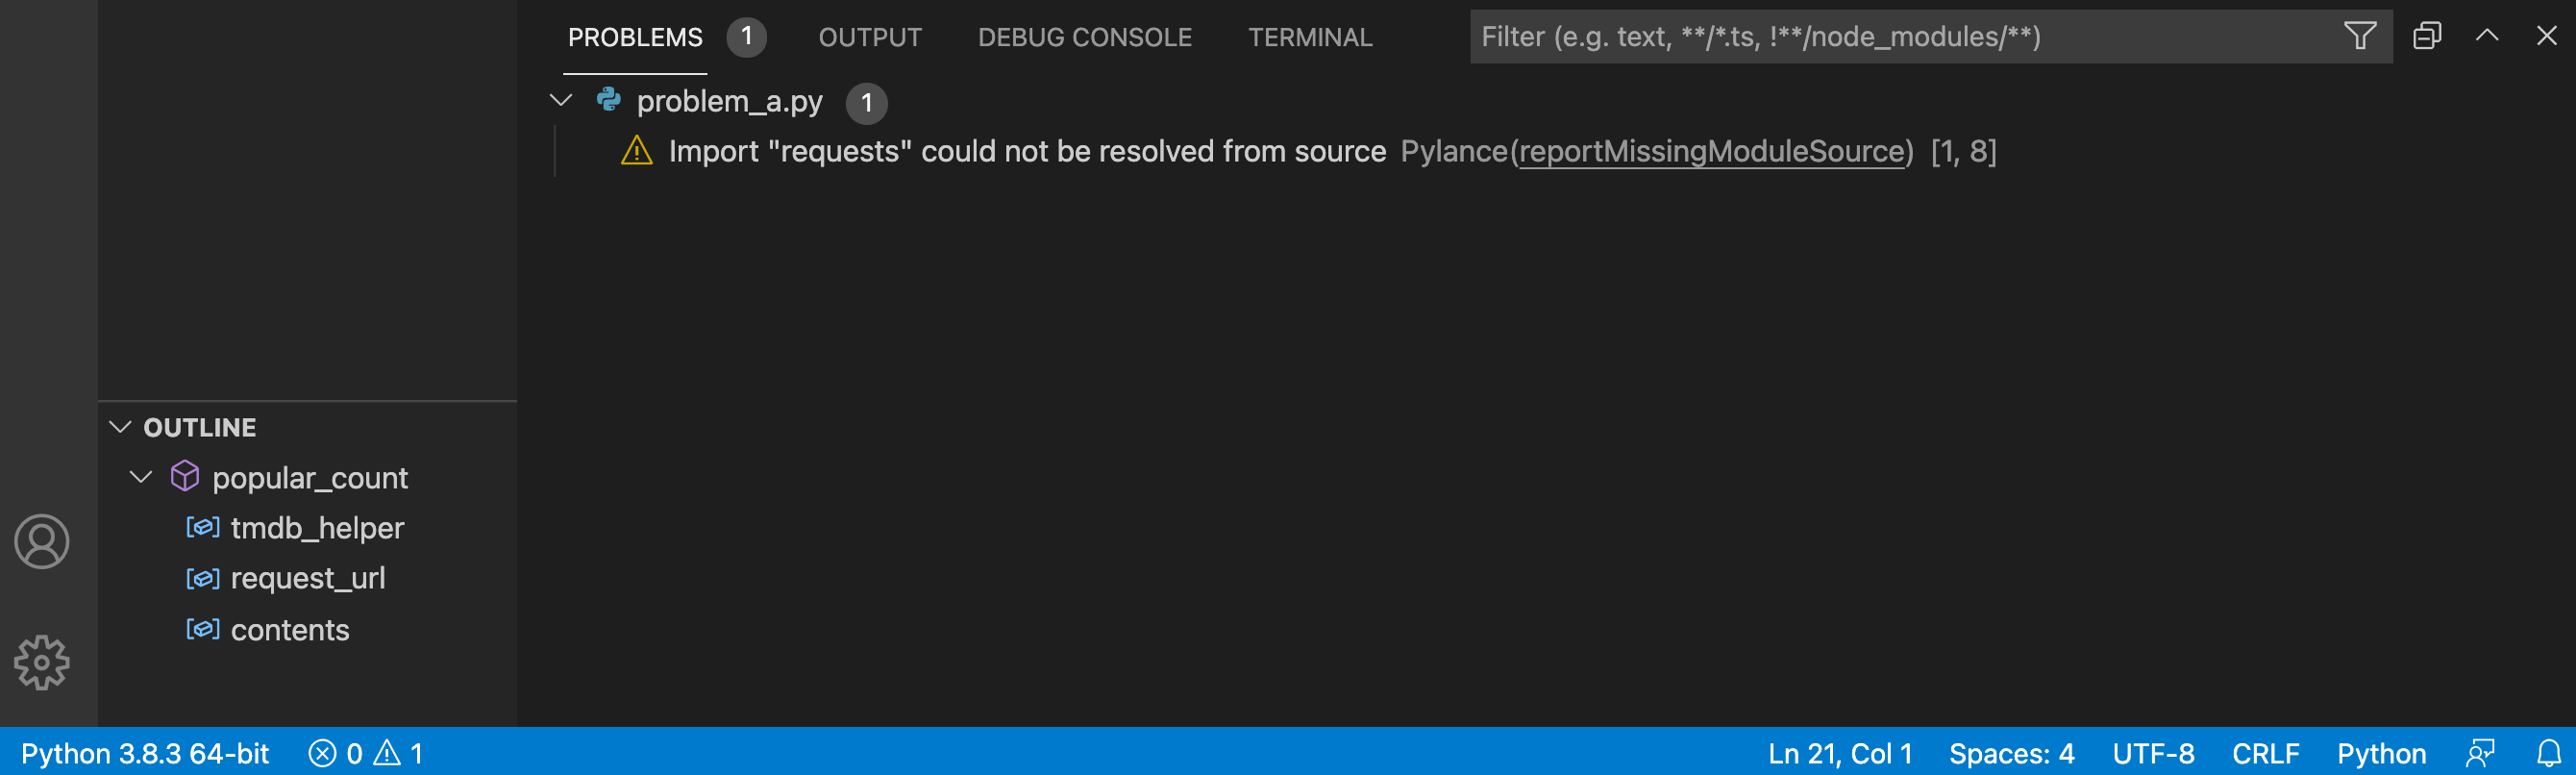 PROBLEMS 1 OUTPUT DEBUG CONSOLE TERMINAL Filter (e.g. text, **/*.ts, !**/node_modules/**)
problem_a.py 1
Import "requests" could not be resolved from source Pylance(reportMissingModuleSource) [1, 8]
OUTLINE
popular_count
tmdb_helper
request_url
contents
Python 3.8.3 64-bit 0 1 Ln 21, Col 1 Spaces: 4 UTF-8 CRLF Python